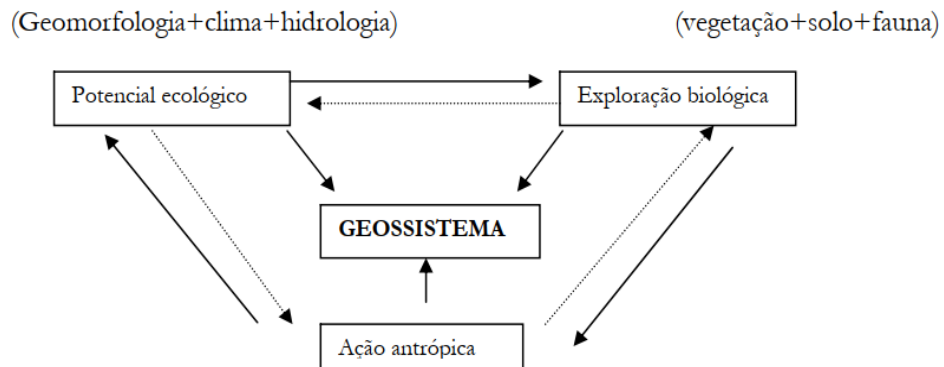 (Geomorfologia+clima+hidrologia)
(vegetação+solo+fauna)
Potencial ecológico
Exploração biológica
GEOSSISTEMA
Ação antrópica